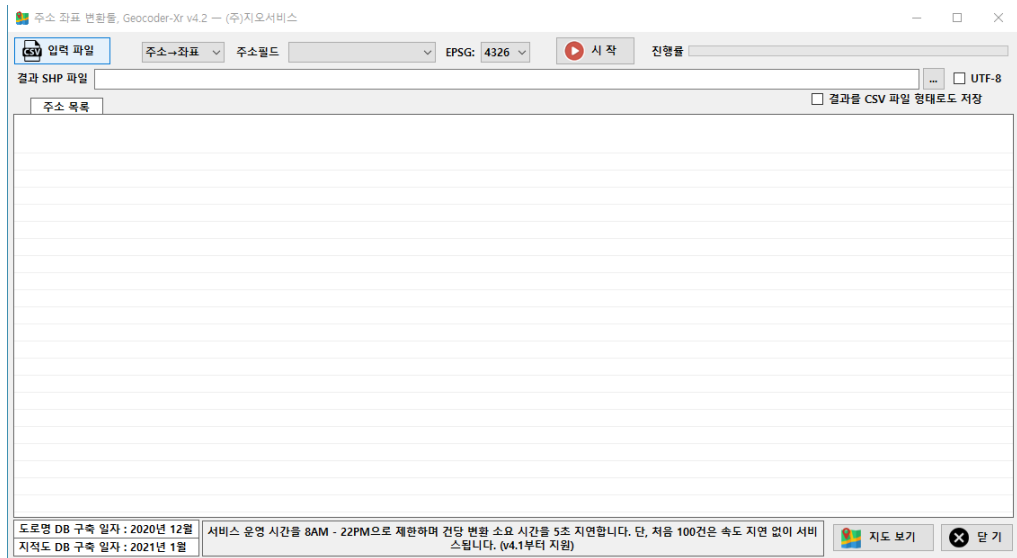 주소 좌표 변환툴, Geocoder-Xr v4.2 — (주)지오서비스
CSV 입력 파일 주소→좌표 주소필드 EPSG: 4326 시 작 진행률
결과 SHP 파일 ... UTF-8
주소 목록 결과를 CSV 파일 형태로도 저장
도로명 DB 구축 일자 : 2020년 12월
지적도 DB 구축 일자 : 2021년 1월
서비스 운영 시간을 8AM - 22PM으로 제한하며 건당 변환 소요 시간을 5초 지연합니다. 단, 처음 100건은 속도 지연 없이 서비
스됩니다. (v4.1부터 지원)
지도 보기 닫 기